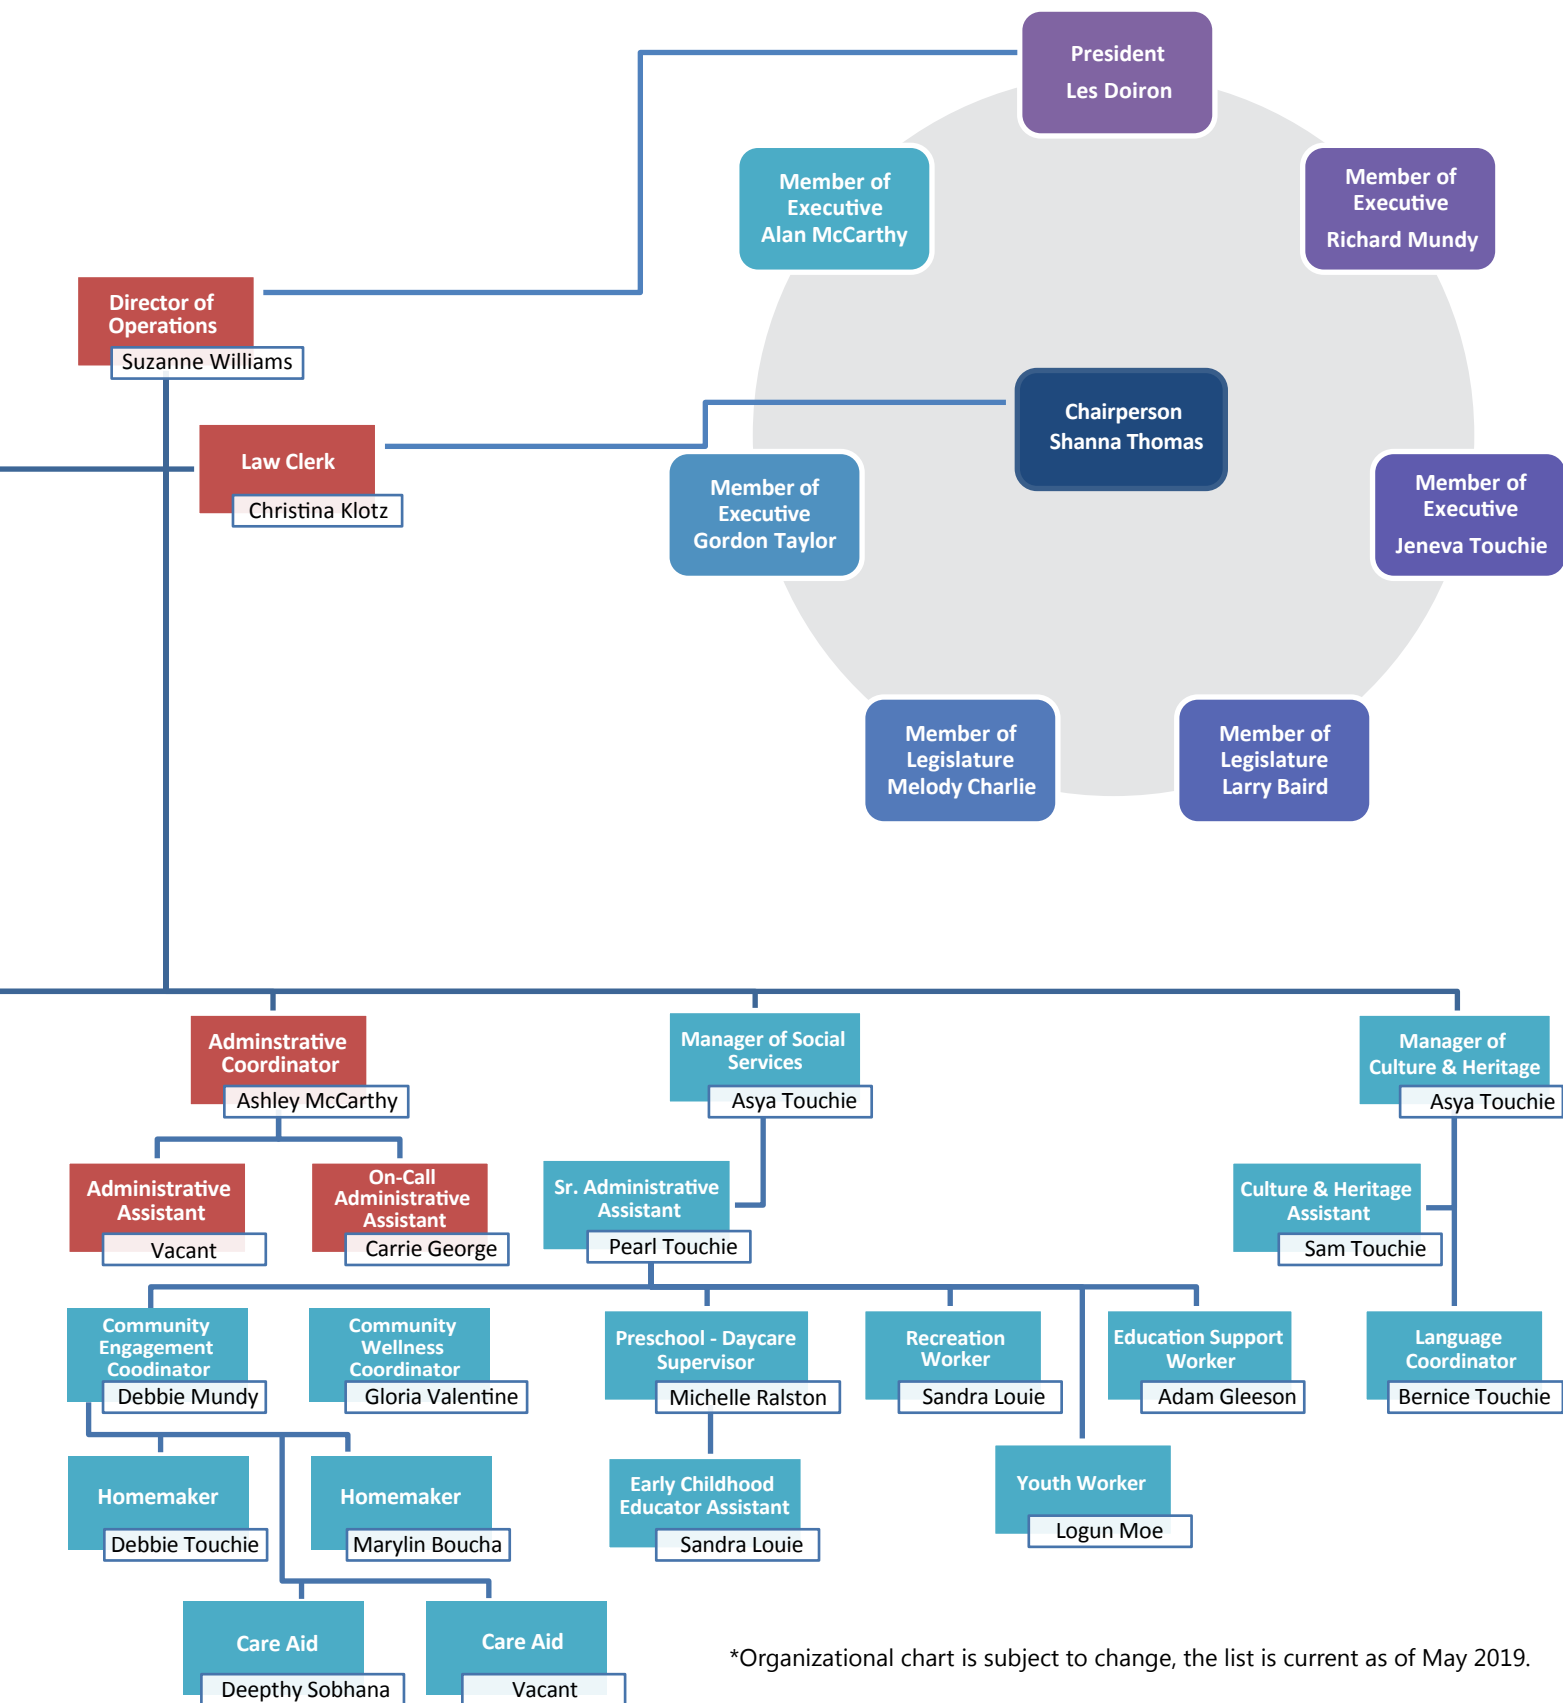 President
Les Doiron
Member of
Executive
Alan McCarthy
Member of
Executive
Richard Mundy
Director of
Operations
Suzanne Williams
Chairperson
Shanna Thomas
Law Clerk
Christina Klotz
Member of
Executive
Gordon Taylor
Member of
Executive
Jeneva Touchie
Member of
Legislature
Melody Charlie
Member of
Legislature
Larry Baird
Adminstrative
Coordinator
Ashley McCarthy
Manager of Social
Services
Asya Touchie
Manager of
Culture & Heritage
Asya Touchie
Administrative
Assistant
Vacant
On-Call
Administrative
Assistant
Carrie George
Sr. Administrative
Assistant
Pearl Touchie
Culture & Heritage
Assistant
Sam Touchie
Community
Engagement
Coodinator
Debbie Mundy
Community
Wellness
Coordinator
Gloria Valentine
Preschool - Daycare
Supervisor
Michelle Ralston
Recreation
Worker
Sandra Louie
Education Support
Worker
Adam Gleeson
Language
Coordinator
Bernice Touchie
Homemaker
Debbie Touchie
Homemaker
Marylin Boucha
Early Childhood
Educator Assistant
Sandra Louie
Youth Worker
Logun Moe
Care Aid
Deepthy Sobhana
Care Aid
Vacant
*Organizational chart is subject to change, the list is current as of May 2019.